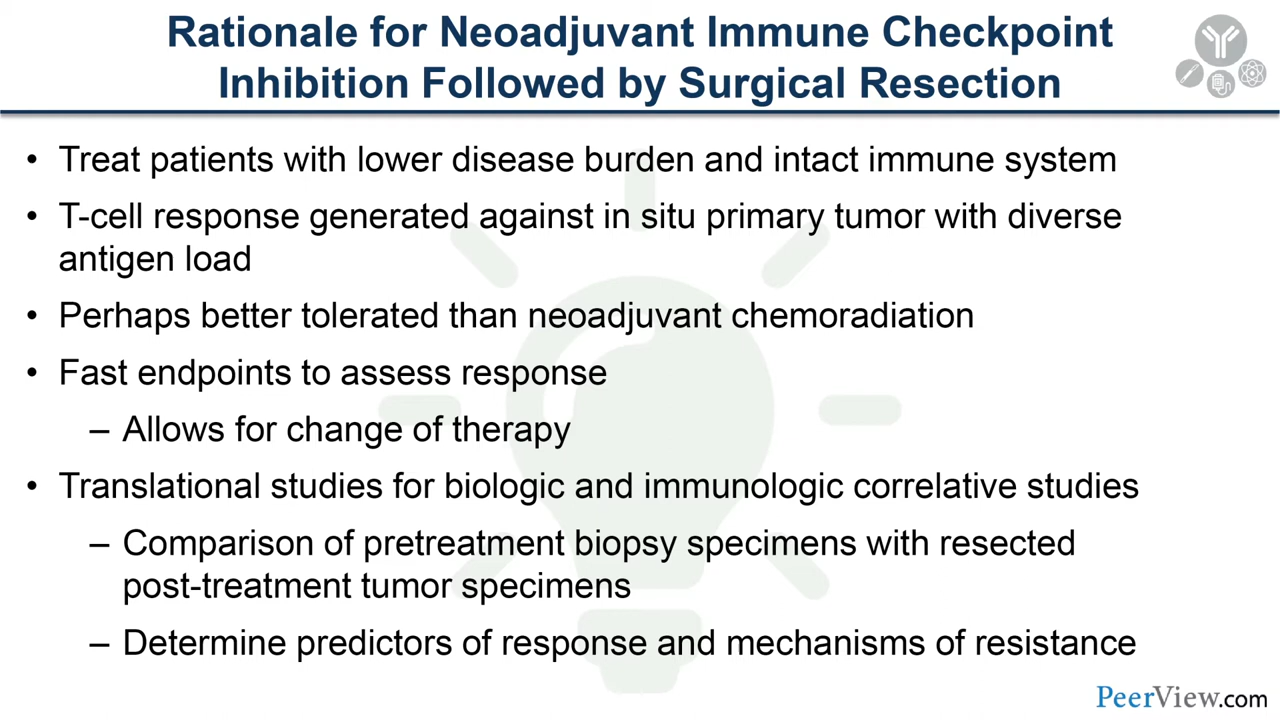 Rationale for Neoadjuvant Immune Checkpoint
Inhibition Followed by Surgical Resection
• Treat patients with lower disease burden and intact immune system
• T-cell response generated against in situ primary tumor with diverse
antigen load
• Perhaps better tolerated than neoadjuvant chemoradiation
• Fast endpoints to assess response
– Allows for change of therapy
• Translational studies for biologic and immunologic correlative studies
– Comparison of pretreatment biopsy specimens with resected
post-treatment tumor specimens
– Determine predictors of response and mechanisms of resistance
PeerView.com